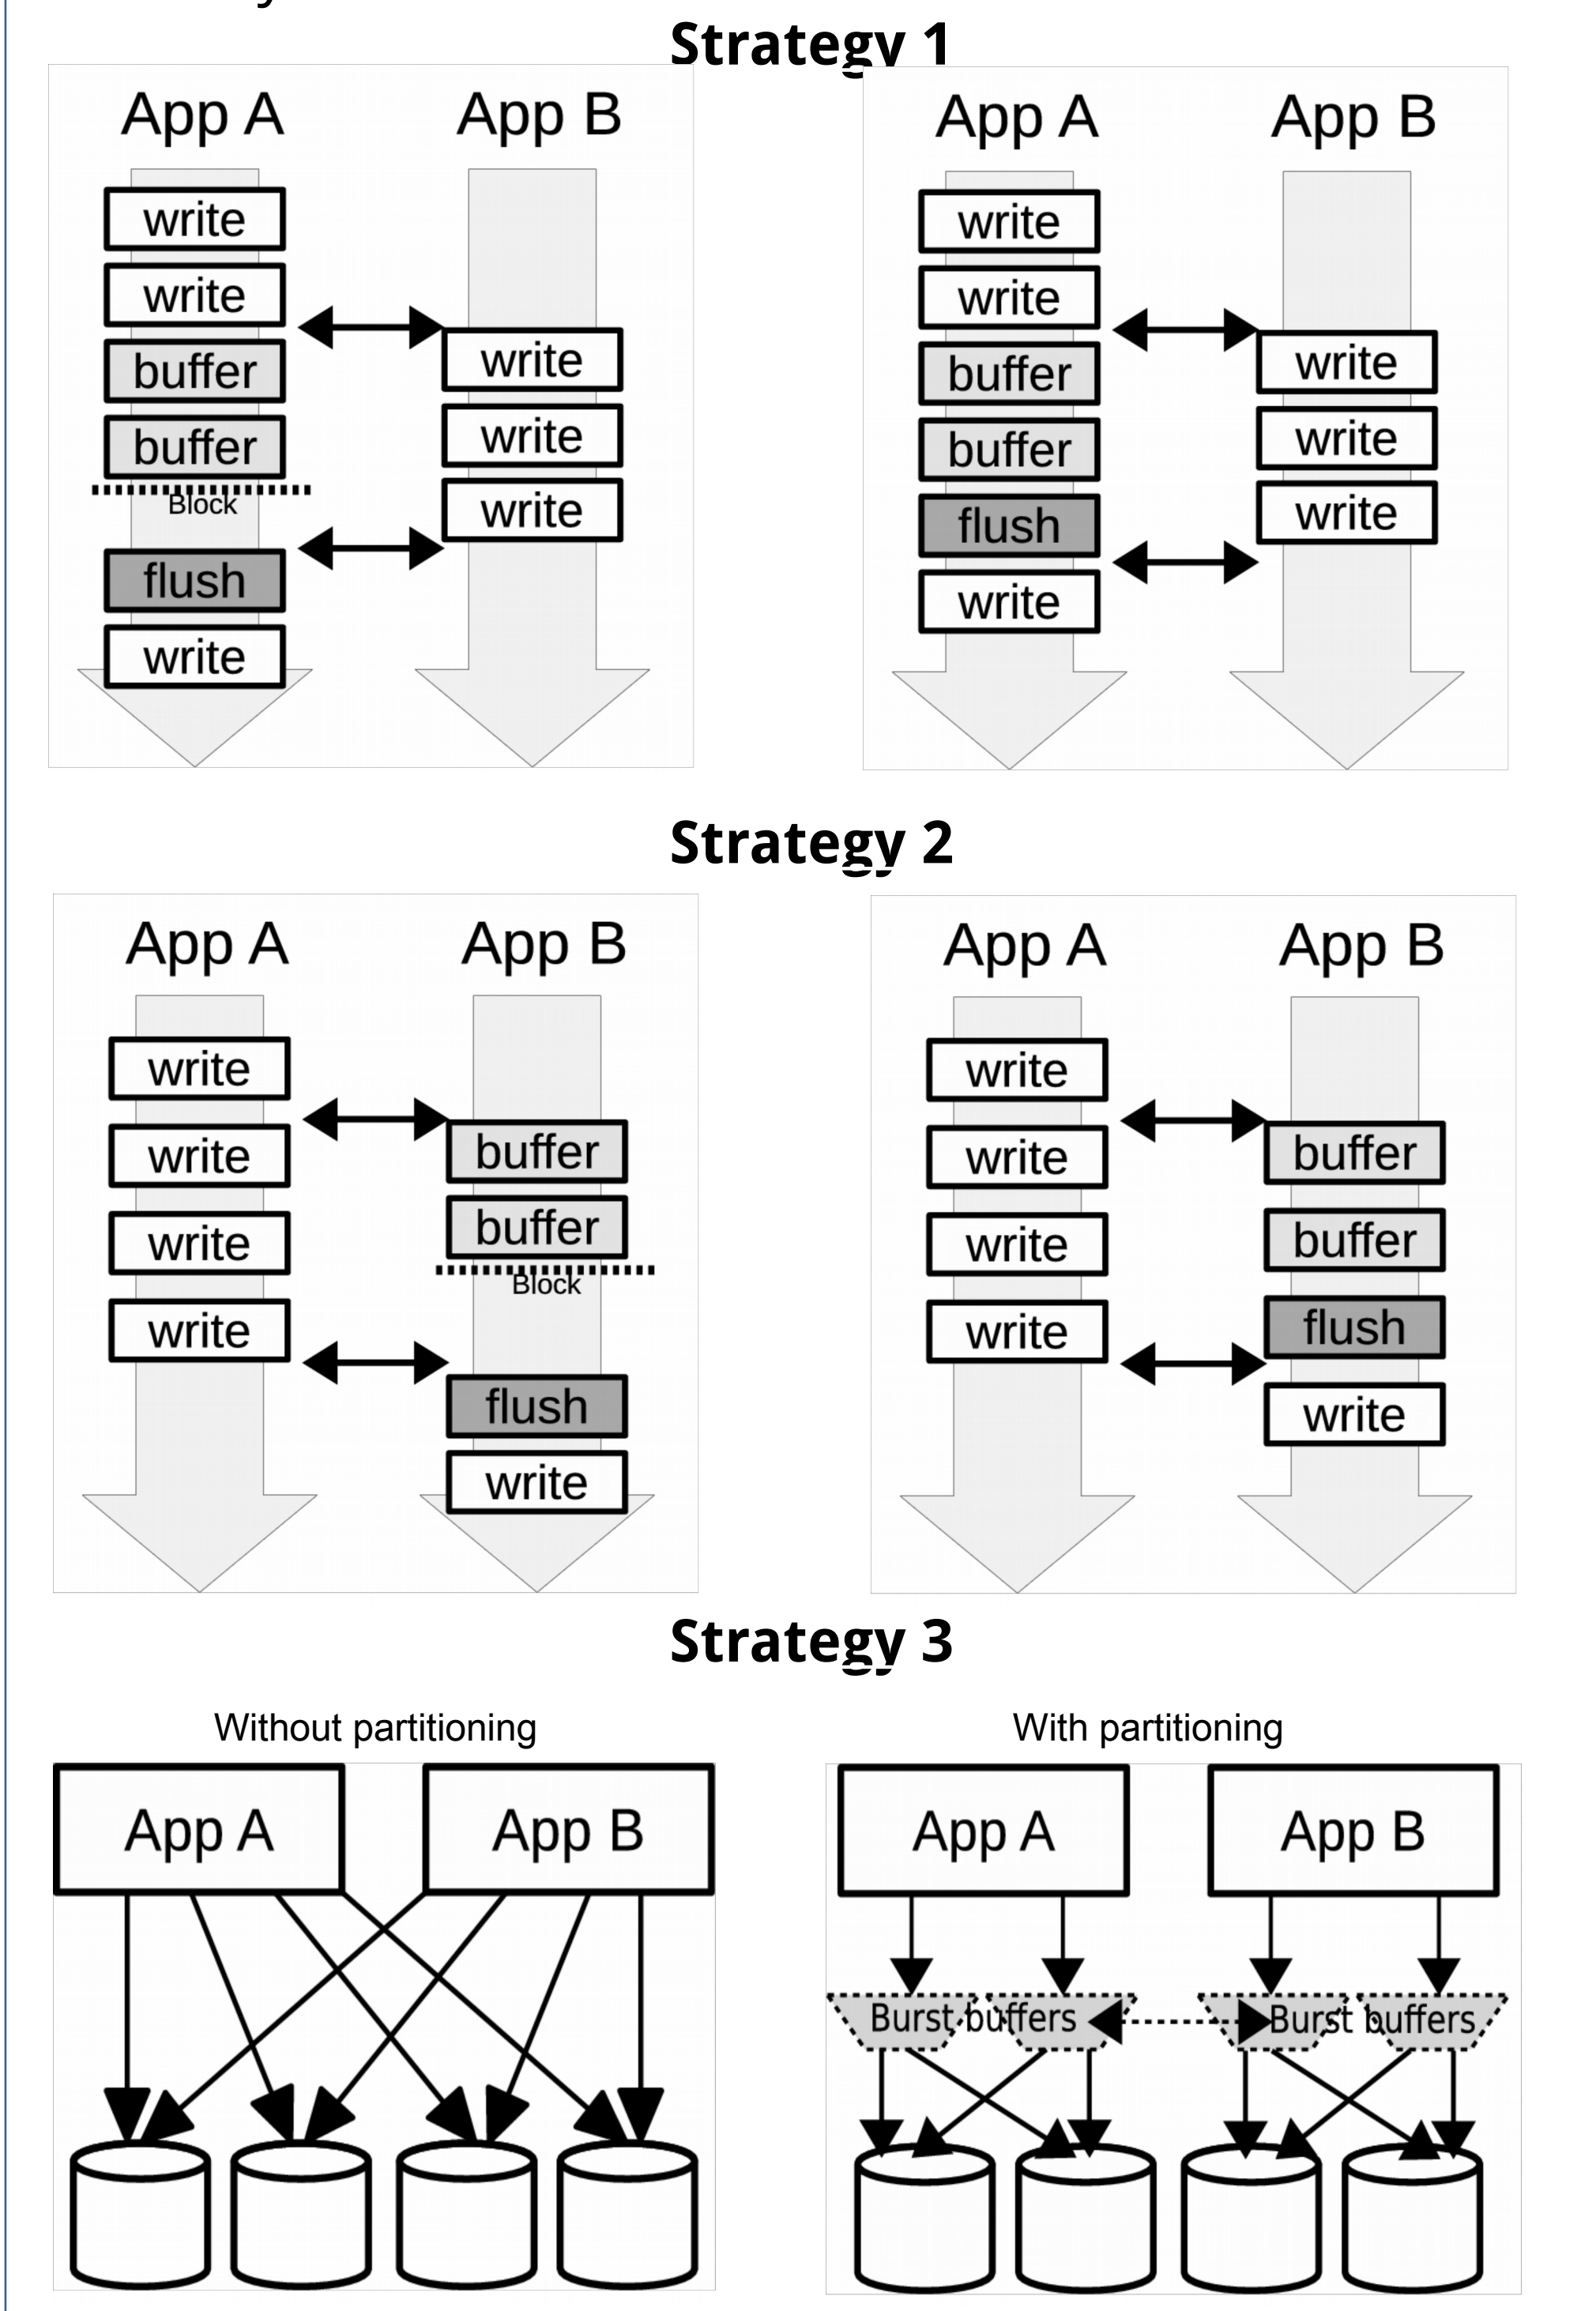 Strategy 1
App A
App B
write
write
buffer
buffer
Block
flush
write
write
write
write
App A
App B
write
write
buffer
buffer
flush
write
write
write
write
Strategy 2
App A
App B
write
write
write
write
buffer
buffer
Block
flush
write
App A
App B
write
write
write
write
buffer
buffer
flush
write
Strategy 3
Without partitioning
App A
App B
With partitioning
App A
App B
Burst buffers
Burst buffers